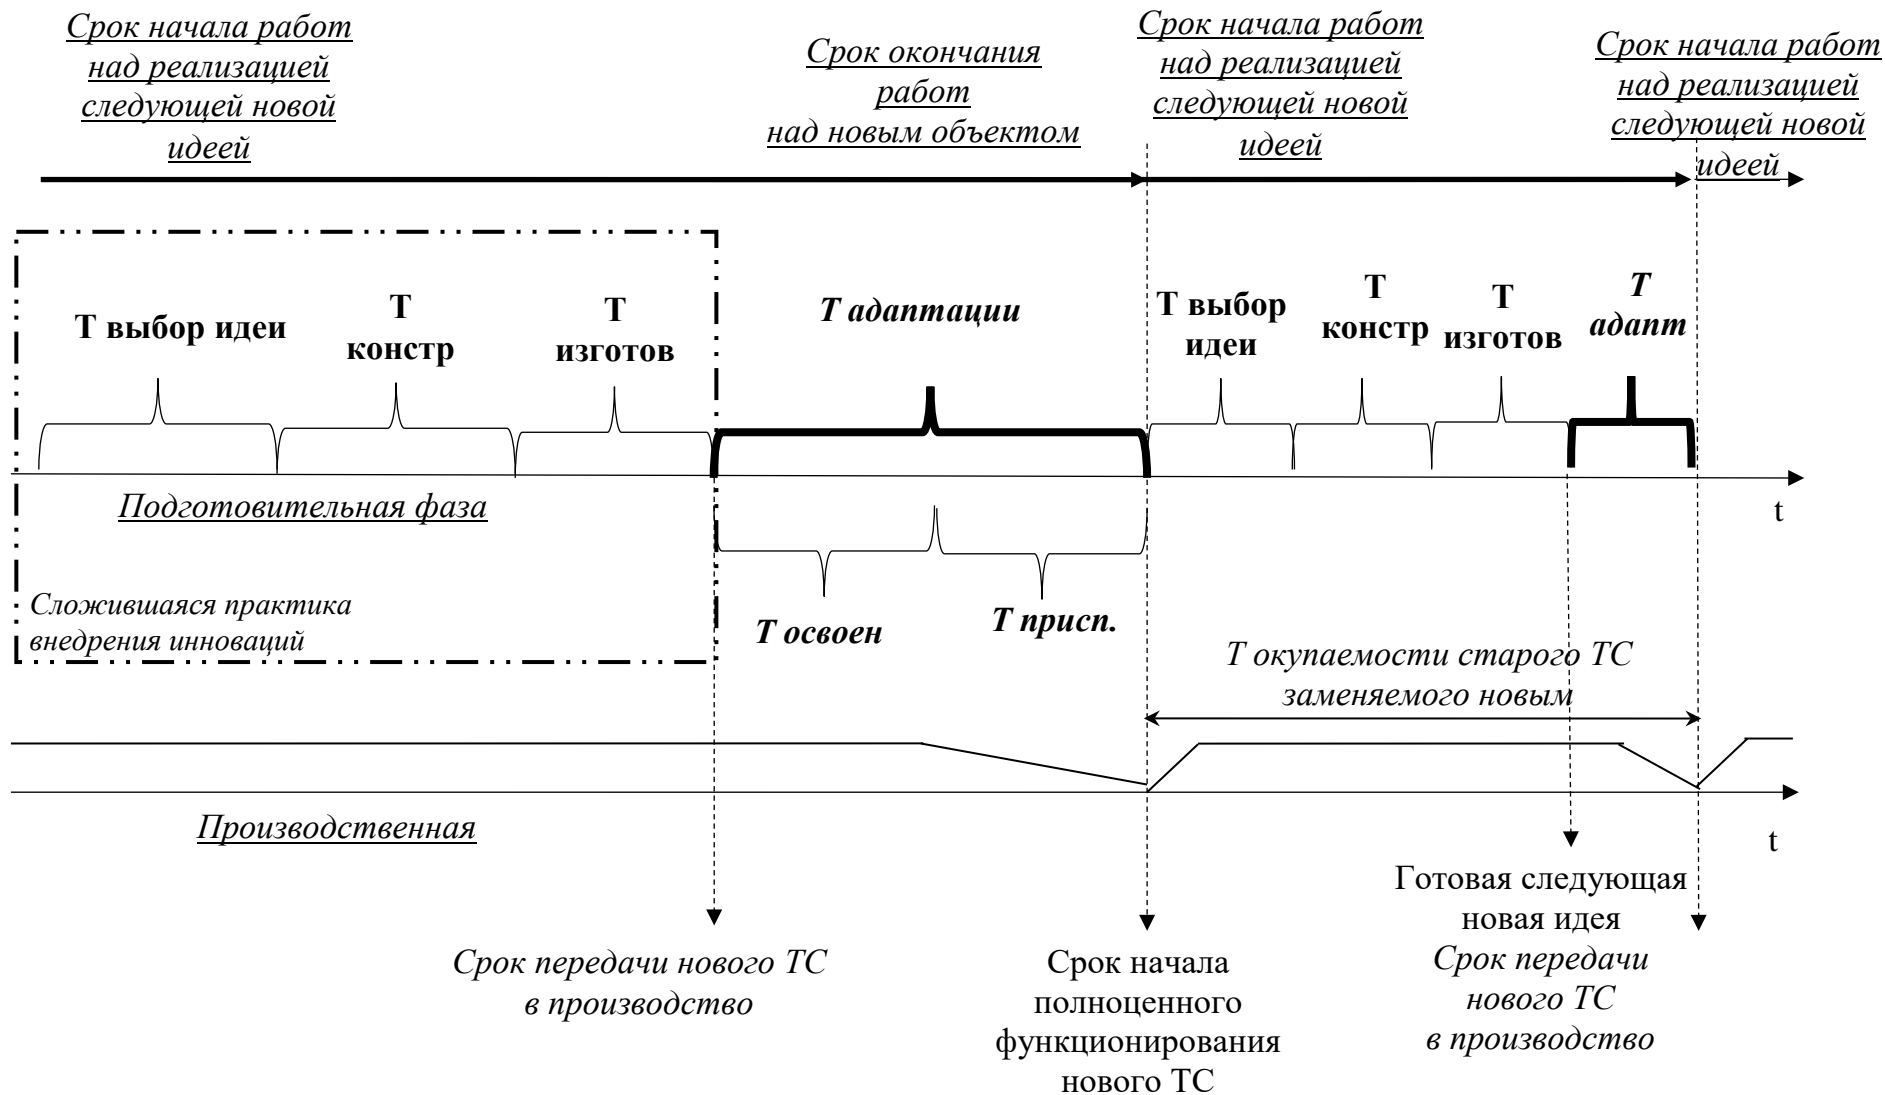 Срок начала работ
над реализацией
следующей новой
идеей
Срок окончания
работ
над новым объектом
Срок начала работ
над реализацией
следующей новой
идеей
Срок начала работ
над реализацией
следующей новой
идеей
Т выбор идеи
Т
констр
Т
изготов
Т адаптации
Т выбор
идеи
Т
констр
Т
изготов
Т
адапт
Подготовительная фаза
t
Сложившаяся практика
внедрения инноваций
Т освоен
Т присп.
Т окупаемости старого ТС
заменяемого новым
Производственная
t
Срок передачи нового ТС
в производство
Срок начала
полноценного
функционирования
нового ТС
Готовая следующая
новая идея
Срок передачи
нового ТС
в производство